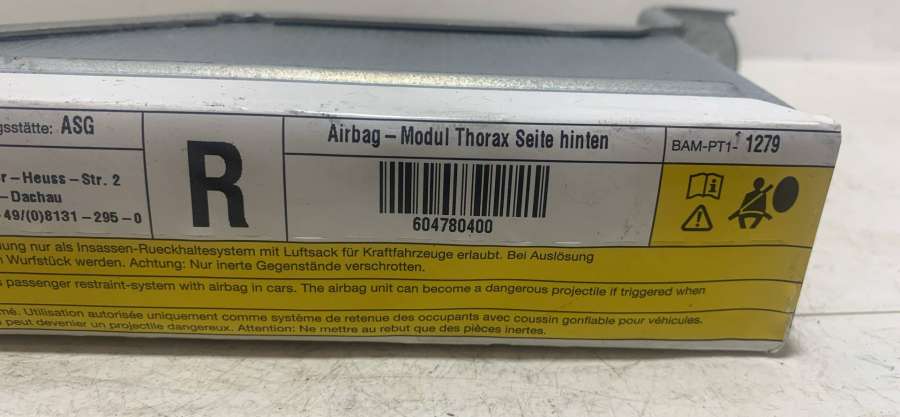 gsstätte: ASG
r-Heuss-Str. 2
-Dachau
49/(0)8131-295-0
R
Airbag-Modul Thorax Seite hinten
604780400
BAM-PT1- 1279
ung nur als Insassen-Rueckhaltesystem mit Luftsack für Kraftfahrzeuge erlaubt. Bei Auslösung
Wurfstück werden. Achtung: Nur inerte Gegenstände verschrotten.
passenger restraint-system with airbag in cars. The airbag unit can become a dangerous projectile if triggered when
mé. Utilisation autorisée uniquement comme système de retenue des occupants avec coussin gonflable pour véhicules.
peut devenier un projectile dangereux. Attention: Ne mettre au rebut que des pièces inertes.